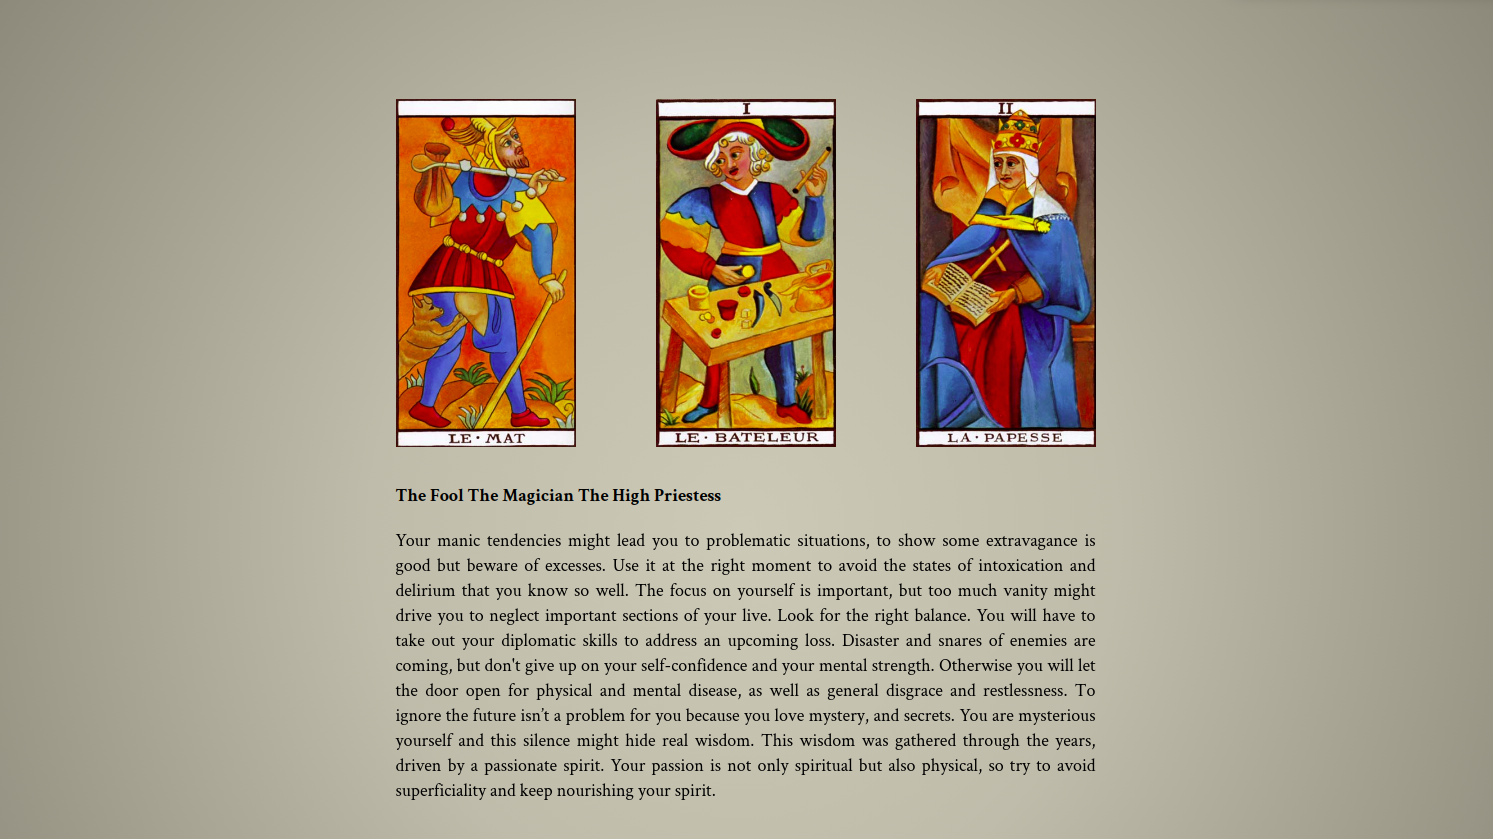 I
II
LE · MAT
LE · BATELEUR
LA · PAPESSE
The Fool The Magician The High Priestess
Your manic tendencies might lead you to problematic situations, to show some extravagance is
good but beware of excesses. Use it at the right moment to avoid the states of intoxication and
delirium that you know so well. The focus on yourself is important, but too much vanity might
drive you to neglect important sections of your live. Look for the right balance. You will have to
take out your diplomatic skills to address an upcoming loss. Disaster and snares of enemies are
coming, but don't give up on your self-confidence and your mental strength. Otherwise you will let
the door open for physical and mental disease, as well as general disgrace and restlessness. To
ignore the future isn’t a problem for you because you love mystery, and secrets. You are mysterious
yourself and this silence might hide real wisdom. This wisdom was gathered through the years,
driven by a passionate spirit. Your passion is not only spiritual but also physical, so try to avoid
superficiality and keep nourishing your spirit.